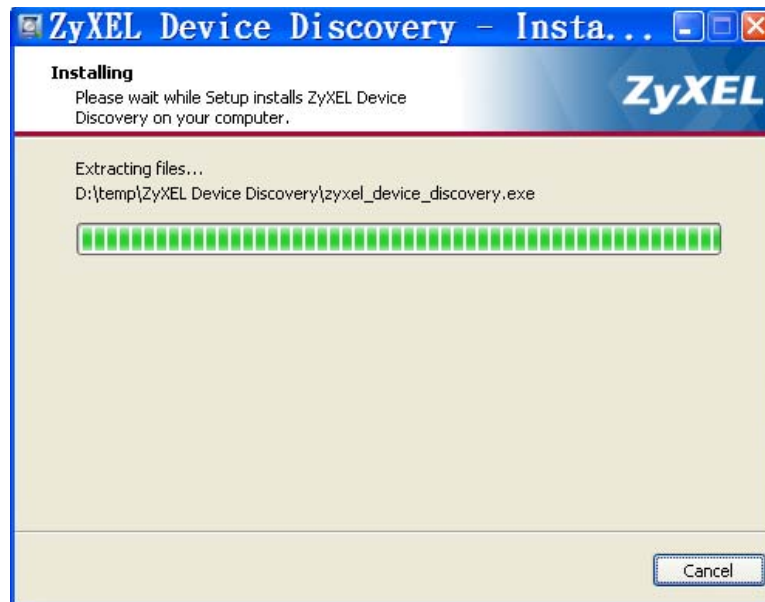 ZyXEL Device Discovery - Insta...
Installing
Please wait while Setup installs ZyXEL Device
Discovery on your computer.
ZyXEL
Extracting files...
D:\temp\ZyXEL Device Discovery\zyxel_device_discovery.exe
Cancel